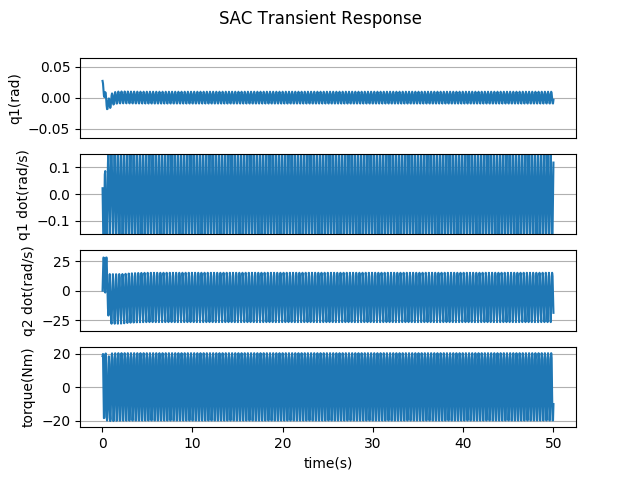 SAC Transient Response
q1(rad)
0.05
0.00
−0.05
q1 dot(rad/s)
0.1
0.0
−0.1
q2 dot(rad/s)
25
0
−25
torque(Nm)
20
0
−20
0 10 20 30 40 50
time(s)